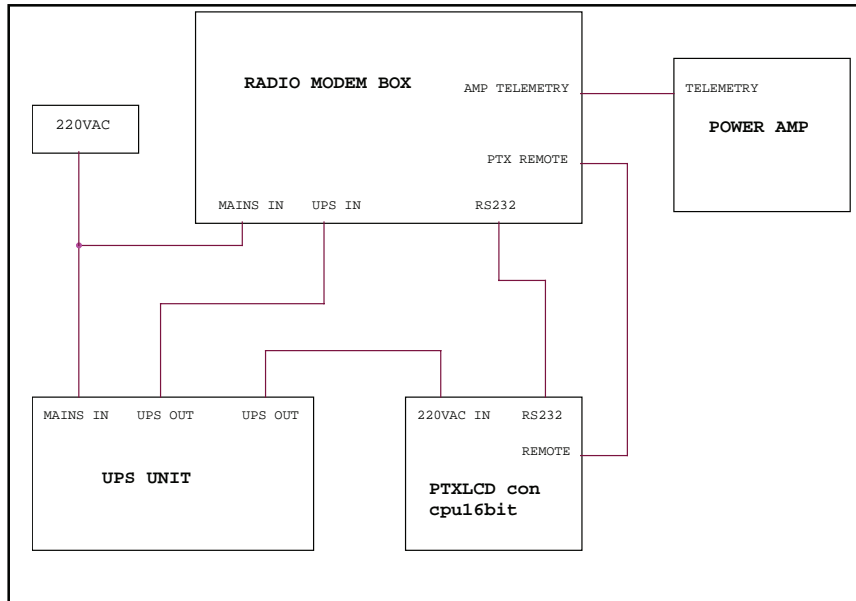 RADIO MODEM BOX
AMP TELEMETRY
TELEMETRY
220VAC
POWER AMP
PTX REMOTE
MAINS IN
UPS IN
RS232
MAINS IN
UPS OUT
UPS OUT
220VAC IN
RS232
REMOTE
UPS UNIT
PTXLCD con
cpu16bit